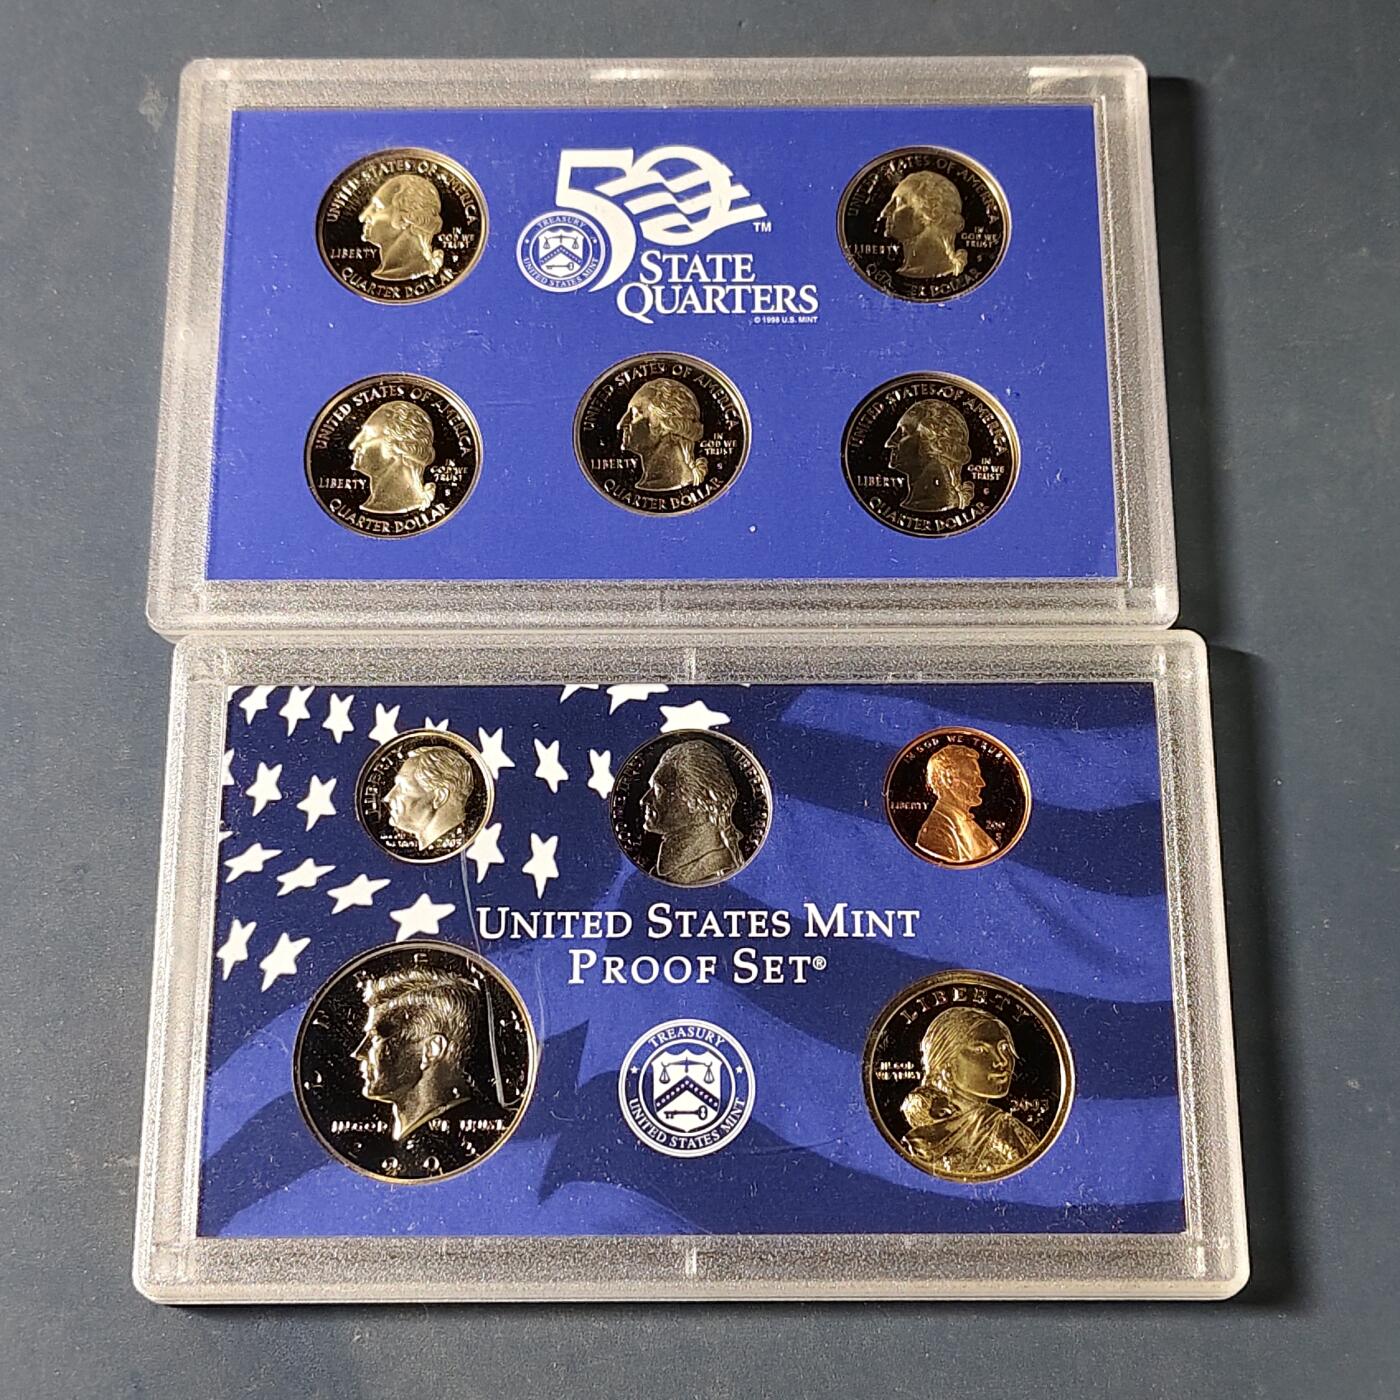 UNITED STATES OF AMERICA
LIBERTY
IN
GOD WE
TRUST
QUARTER DOLLAR
50
TREASURY
UNITED STATES MINT
STATE
QUARTERS
TM
© 1998 U.S. MINT
UNITED STATES OF AMERICA
LIBERTY
IN
GOD WE
TRUST
QUARTER DOLLAR
UNITED STATES OF AMERICA
LIBERTY
IN
GOD WE
TRUST
S
QUARTER DOLLAR
UNITED STATES OF AMERICA
LIBERTY
IN
GOD WE
TRUST
S
QUARTER DOLLAR
UNITED STATES OF AMERICA
LIBERTY
IN
GOD WE
TRUST
S
QUARTER DOLLAR
LIBERTY
IN GOD WE TRUST
LIBERTY
UNITED STATES MINT
PROOF SET®
IN GOD WE TRUST
TREASURY
UNITED STATES MINT
LIBERTY
IN GOD
WE TRUST